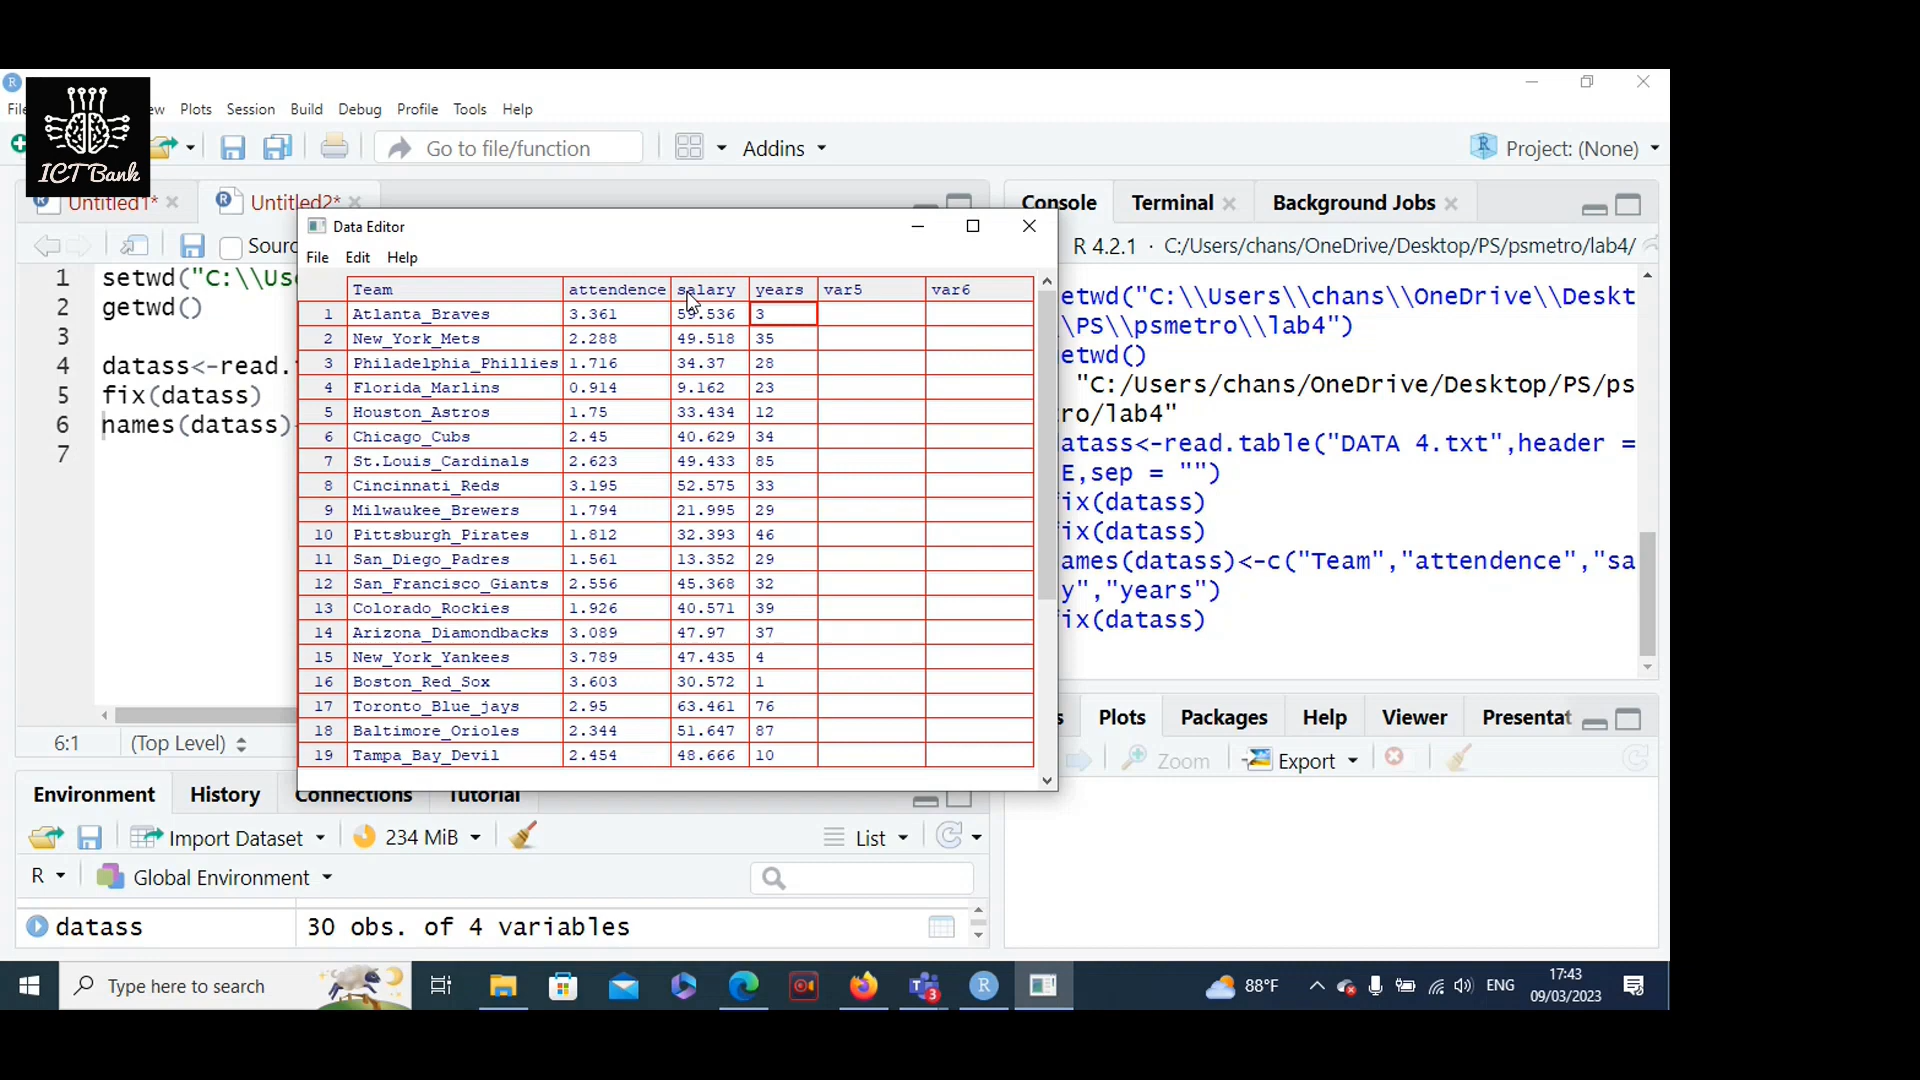 ICT Bank
Plots Session Build Debug Profile Tools Help
Go to file/function
Addins
Project: (None)
Untitled1*
Untitled2*
Console
Terminal
Background Jobs
R 4.2.1 · C:/Users/chans/OneDrive/Desktop/PS/psmetro/lab4/
1 setwd("C:\\Us
2 getwd()
3
4 datass<-read.
5 fix(datass)
6 names(datass)
7
6:1 (Top Level)
Data Editor
File Edit Help
Team attendence salary years var5 var6
1 Atlanta_Braves 3.361 59.536 3
2 New_York_Mets 2.288 49.518 35
3 Philadelphia_Phillies 1.716 34.37 28
4 Florida_Marlins 0.914 9.162 23
5 Houston_Astros 1.75 33.434 12
6 Chicago_Cubs 2.45 40.629 34
7 St.Louis_Cardinals 2.623 49.433 85
8 Cincinnati_Reds 3.195 52.575 33
9 Milwaukee_Brewers 1.794 21.995 29
10 Pittsburgh_Pirates 1.812 32.393 46
11 San_Diego_Padres 1.561 13.352 29
12 San_Francisco_Giants 2.556 45.368 32
13 Colorado_Rockies 1.926 40.571 39
14 Arizona_Diamondbacks 3.089 47.97 37
15 New_York_Yankees 3.789 47.435 4
16 Boston_Red_Sox 3.603 30.572 1
17 Toronto_Blue_jays 2.95 63.461 76
18 Baltimore_Orioles 2.344 51.647 87
19 Tampa_Bay_Devil 2.454 48.666 10
etwd("C:\\Users\\chans\\OneDrive\\Deskt
\PS\\psmetro\\lab4")
etwd()
"C:/Users/chans/OneDrive/Desktop/PS/ps
ro/lab4"
atass<-read.table("DATA 4.txt",header =
E,sep = "")
ix(datass)
ix(datass)
ames(datass)<-c("Team","attendence","sa
y","years")
ix(datass)
Plots Packages Help Viewer Presentat
Zoom Export
Environment History Connections Tutorial
Import Dataset 234 MiB List
R Global Environment
datass 30 obs. of 4 variables
Type here to search
3
88°F
ENG
17:43
09/03/2023